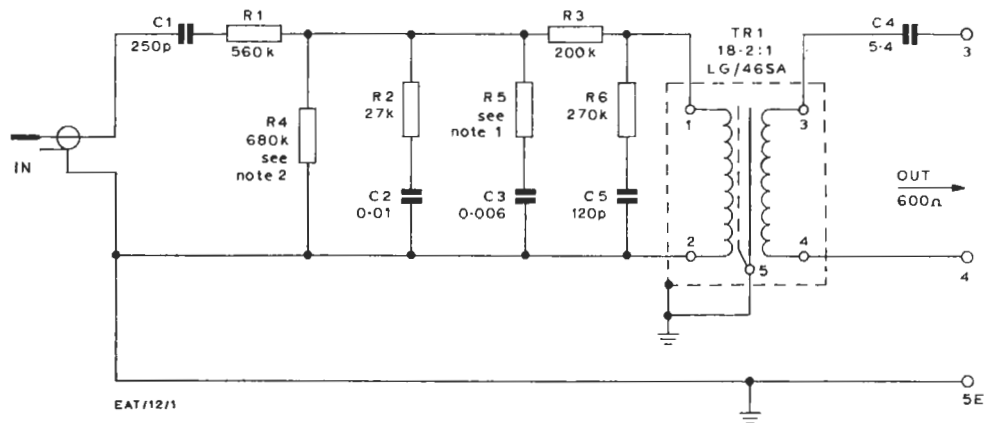 C1
250p
R1
560k
R3
200k
TR1
18·2:1
LG/46SA
C4
5·4
3
IN
R4
680k
see
note 2
R2
27k
C2
0·01
R5
see
note 1
C3
0·006
R6
270k
C5
120p
1
2
3
4
5
OUT
600Ω
4
5E
EAT/12/1